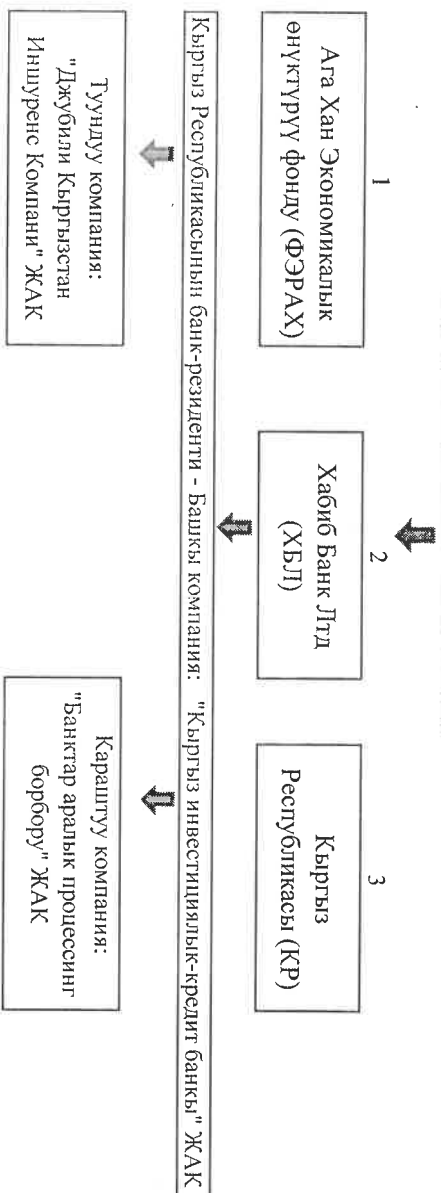 1
Ага Хан Экономикалык
өнүктүрүү фонду (ФЭРАХ)
2
Хабиб Банк Лтд
(ХБЛ)
3
Кыргыз
Республикасы (КР)
Кыргыз Республикасынын банк-резиденти - Башкы компания: "Кыргыз инвестициялык-кредит банкы" ЖАК
Туундуу компания:
"Джубили Кыргызстан
Иншуренс Компани" ЖАК
Караштуу компания:
"Банктар аралык процессинг
борбору" ЖАК